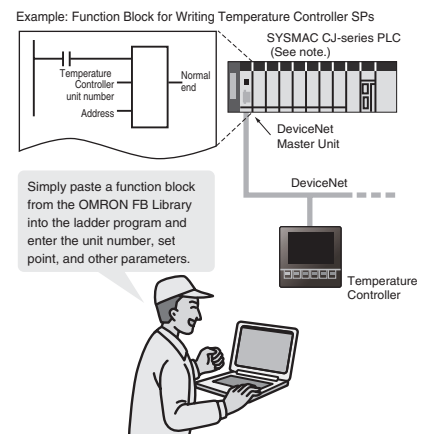 Example: Function Block for Writing Temperature Controller SPs
SYSMAC CJ-series PLC
(See note.)
Temperature
Controller
unit number
Address
Normal
end
DeviceNet
Master Unit
DeviceNet
Simply paste a function block
from the OMRON FB Library
into the ladder program and
enter the unit number, set
point, and other parameters.
Temperature
Controller